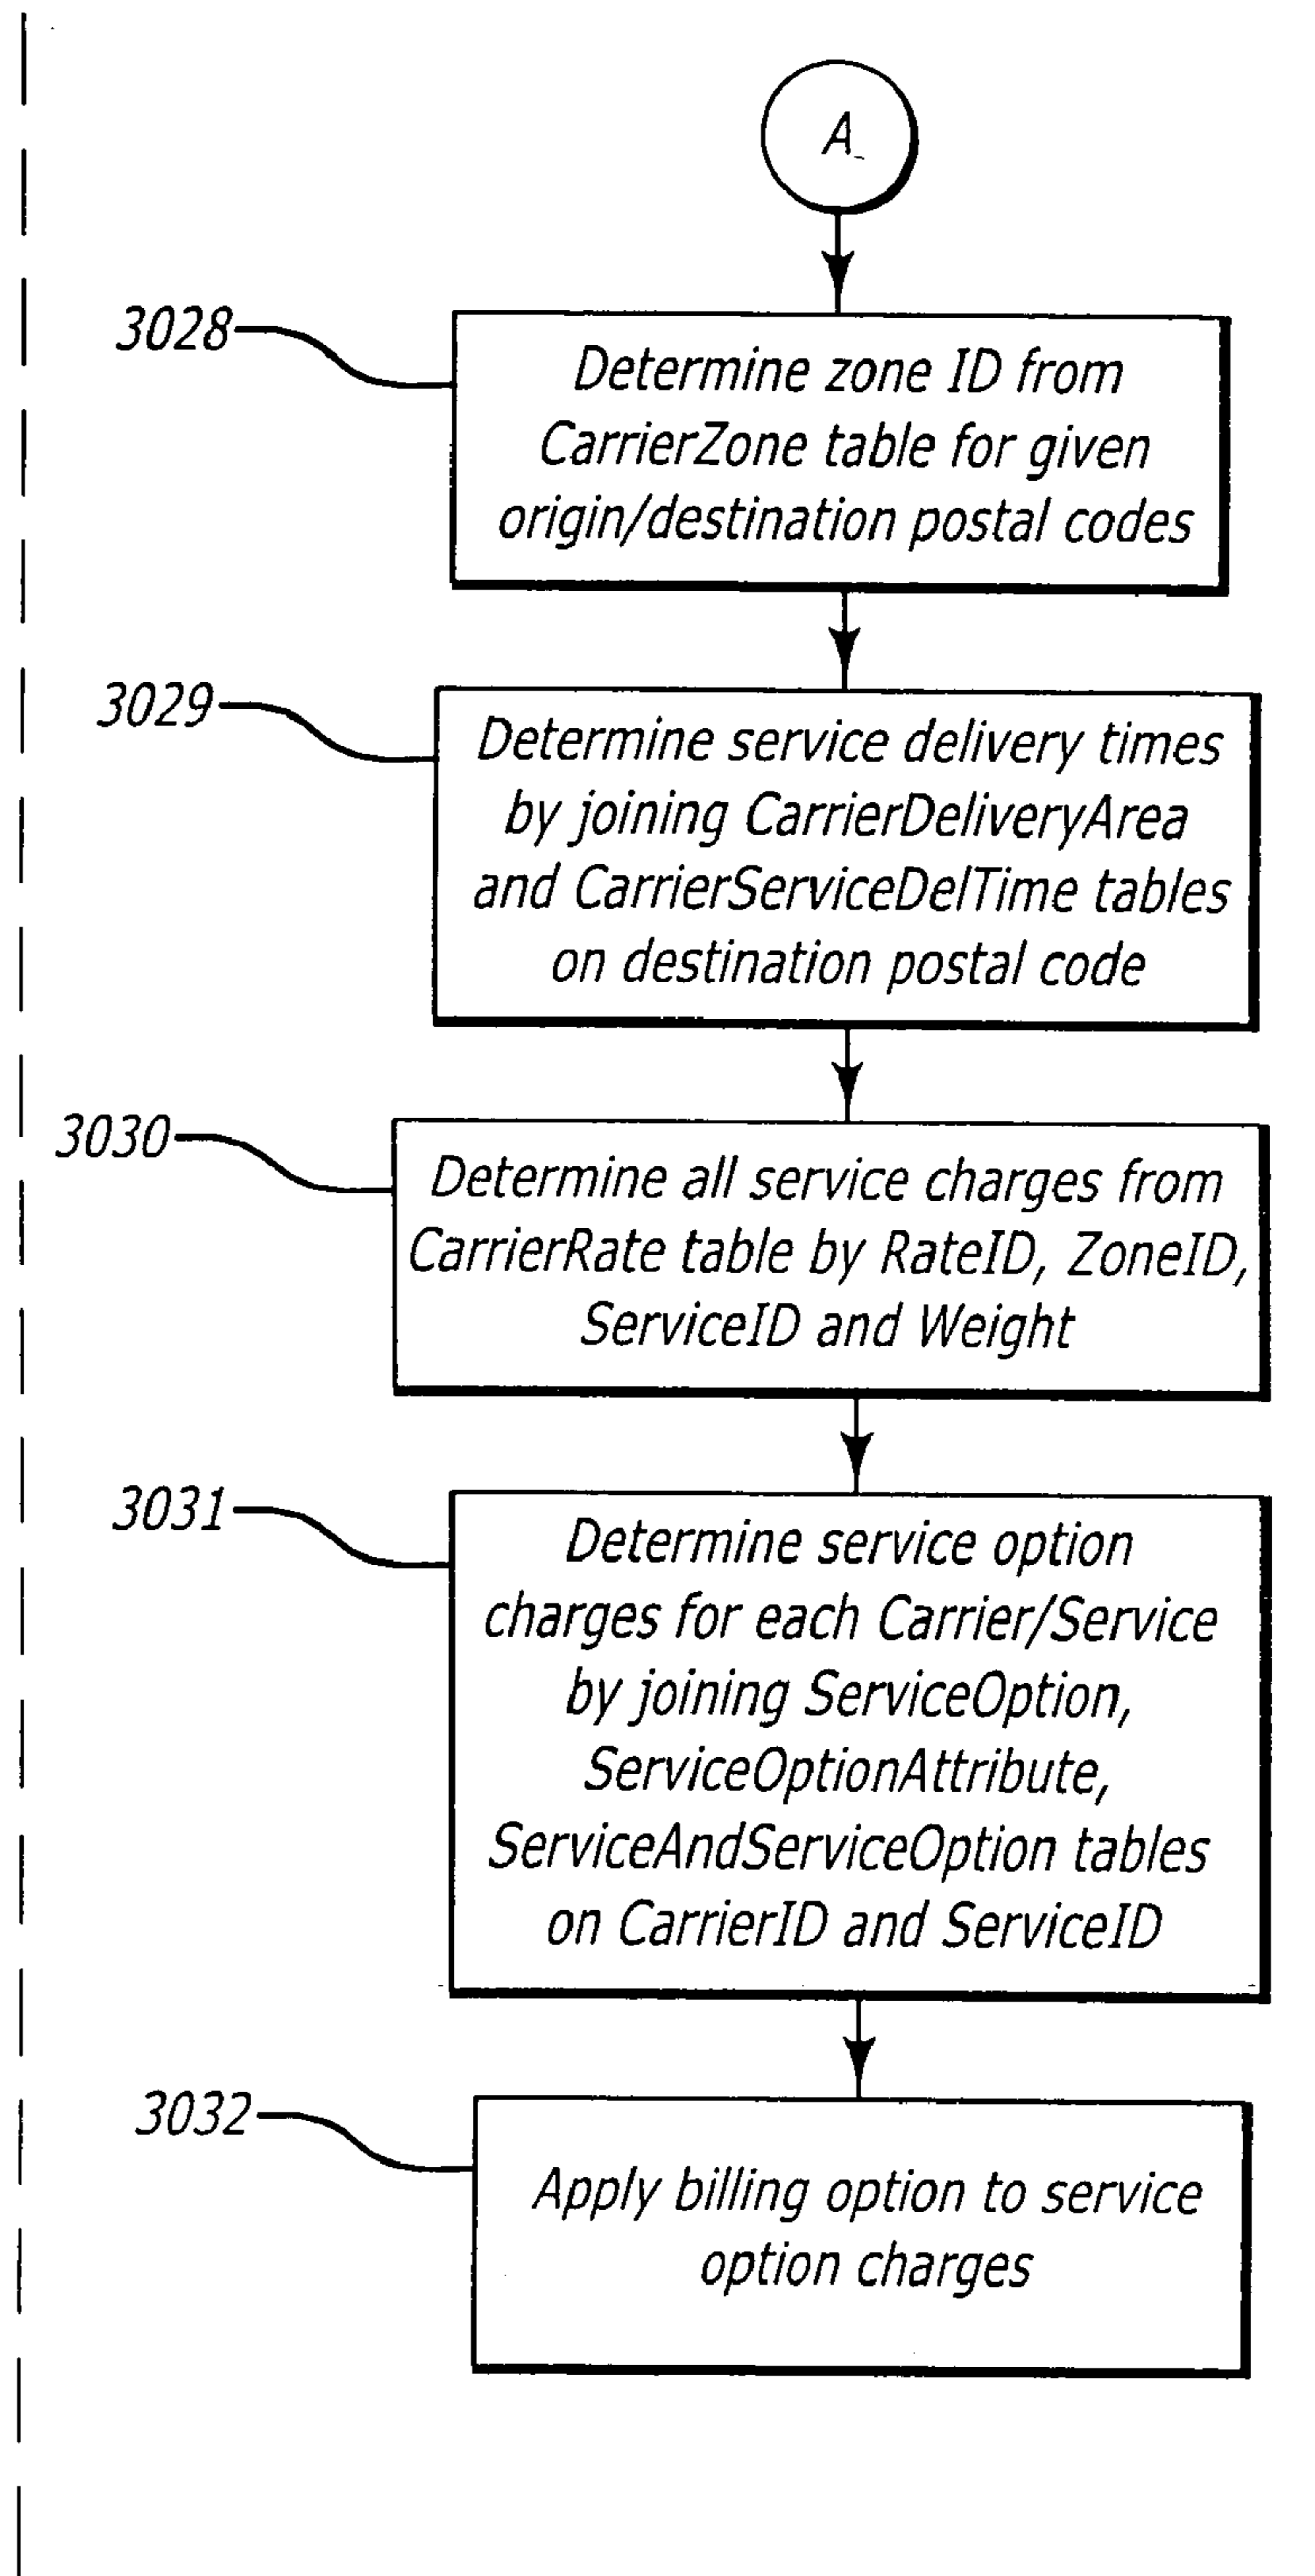 A
3028
Determine zone ID from
CarrierZone table for given
origin/destination postal codes
3029
Determine service delivery times
by joining CarrierDeliveryArea
and CarrierServiceDelTime tables
on destination postal code
3030
Determine all service charges from
CarrierRate table by RateID, ZoneID,
ServiceID and Weight
3031
Determine service option
charges for each Carrier/Service
by joining ServiceOption,
ServiceOptionAttribute,
ServiceAndServiceOption tables
on CarrierID and ServiceID
3032
Apply billing option to service
option charges